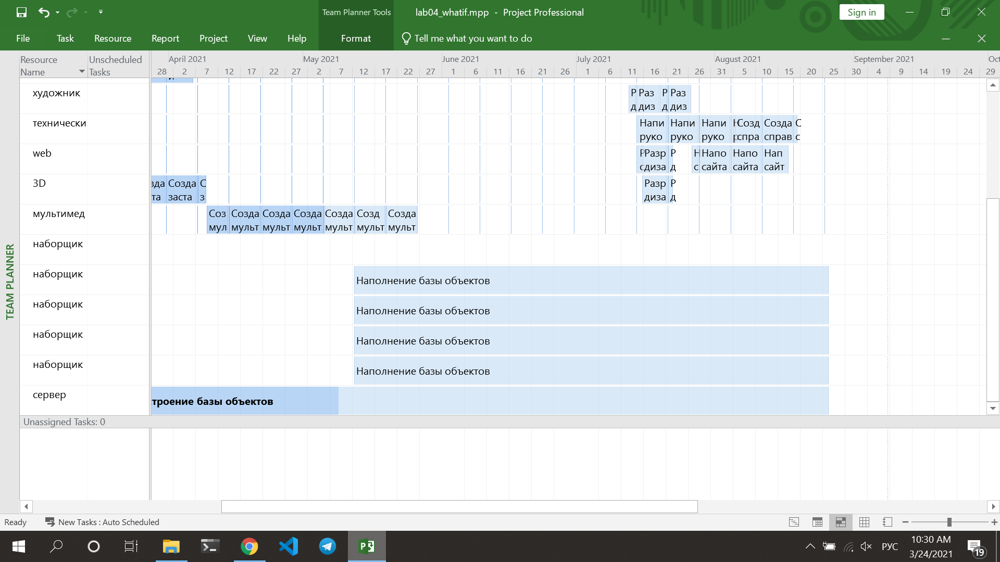 Team Planner Tools
lab04_whatif.mpp - Project Professional
Sign in
File Task Resource Report Project View Help Format Tell me what you want to do
Resource Name
Unscheduled Tasks
April 2021 May 2021 June 2021 July 2021 August 2021 September 2021 Oct
28 2 7 12 17 22 27 2 7 12 17 22 27 1 6 11 16 21 26 1 6 11 16 21 26 31 5 10 15 20 25 30 4 9 14 19 24 29
художник
Р Раз Р Раз
д диз д диз
технически
Напи Напи Напи Н Созд Созда С
руко руко руко р спра справ с
web
Р Разр Р Н Напо Напо Нап
с диза д с сайта сайта сайт
3D
зда Созда С Разр Р
та заста з диза д
мультимед
Соз Созда Созда Созда Созда Созд Созда
мул мульт мульт мульт мульт мульт мульт
наборщик
наборщик
Наполнение базы объектов
наборщик
Наполнение базы объектов
наборщик
Наполнение базы объектов
наборщик
Наполнение базы объектов
сервер
троение базы объектов
TEAM PLANNER
Unassigned Tasks: 0
Ready New Tasks : Auto Scheduled
РУС
10:30 AM
3/24/2021
19